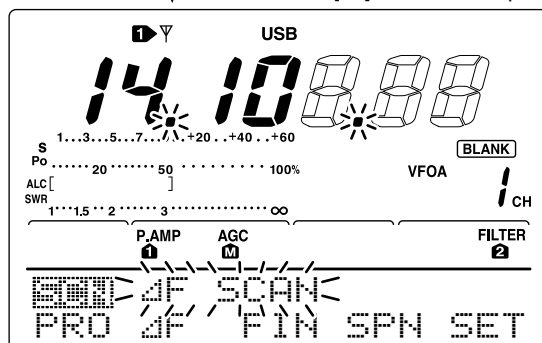 1 USB
14.10
1...3...5...7... +20..+40..+60
S
Po 20 50 100%
BLANK
VFOA
ALC
1 CH
SWR 1 1.5 2 3 ∞
P.AMP AGC FILTER
1 M 2
⊿F SCAN
PRO ⊿F FIN SPN SET